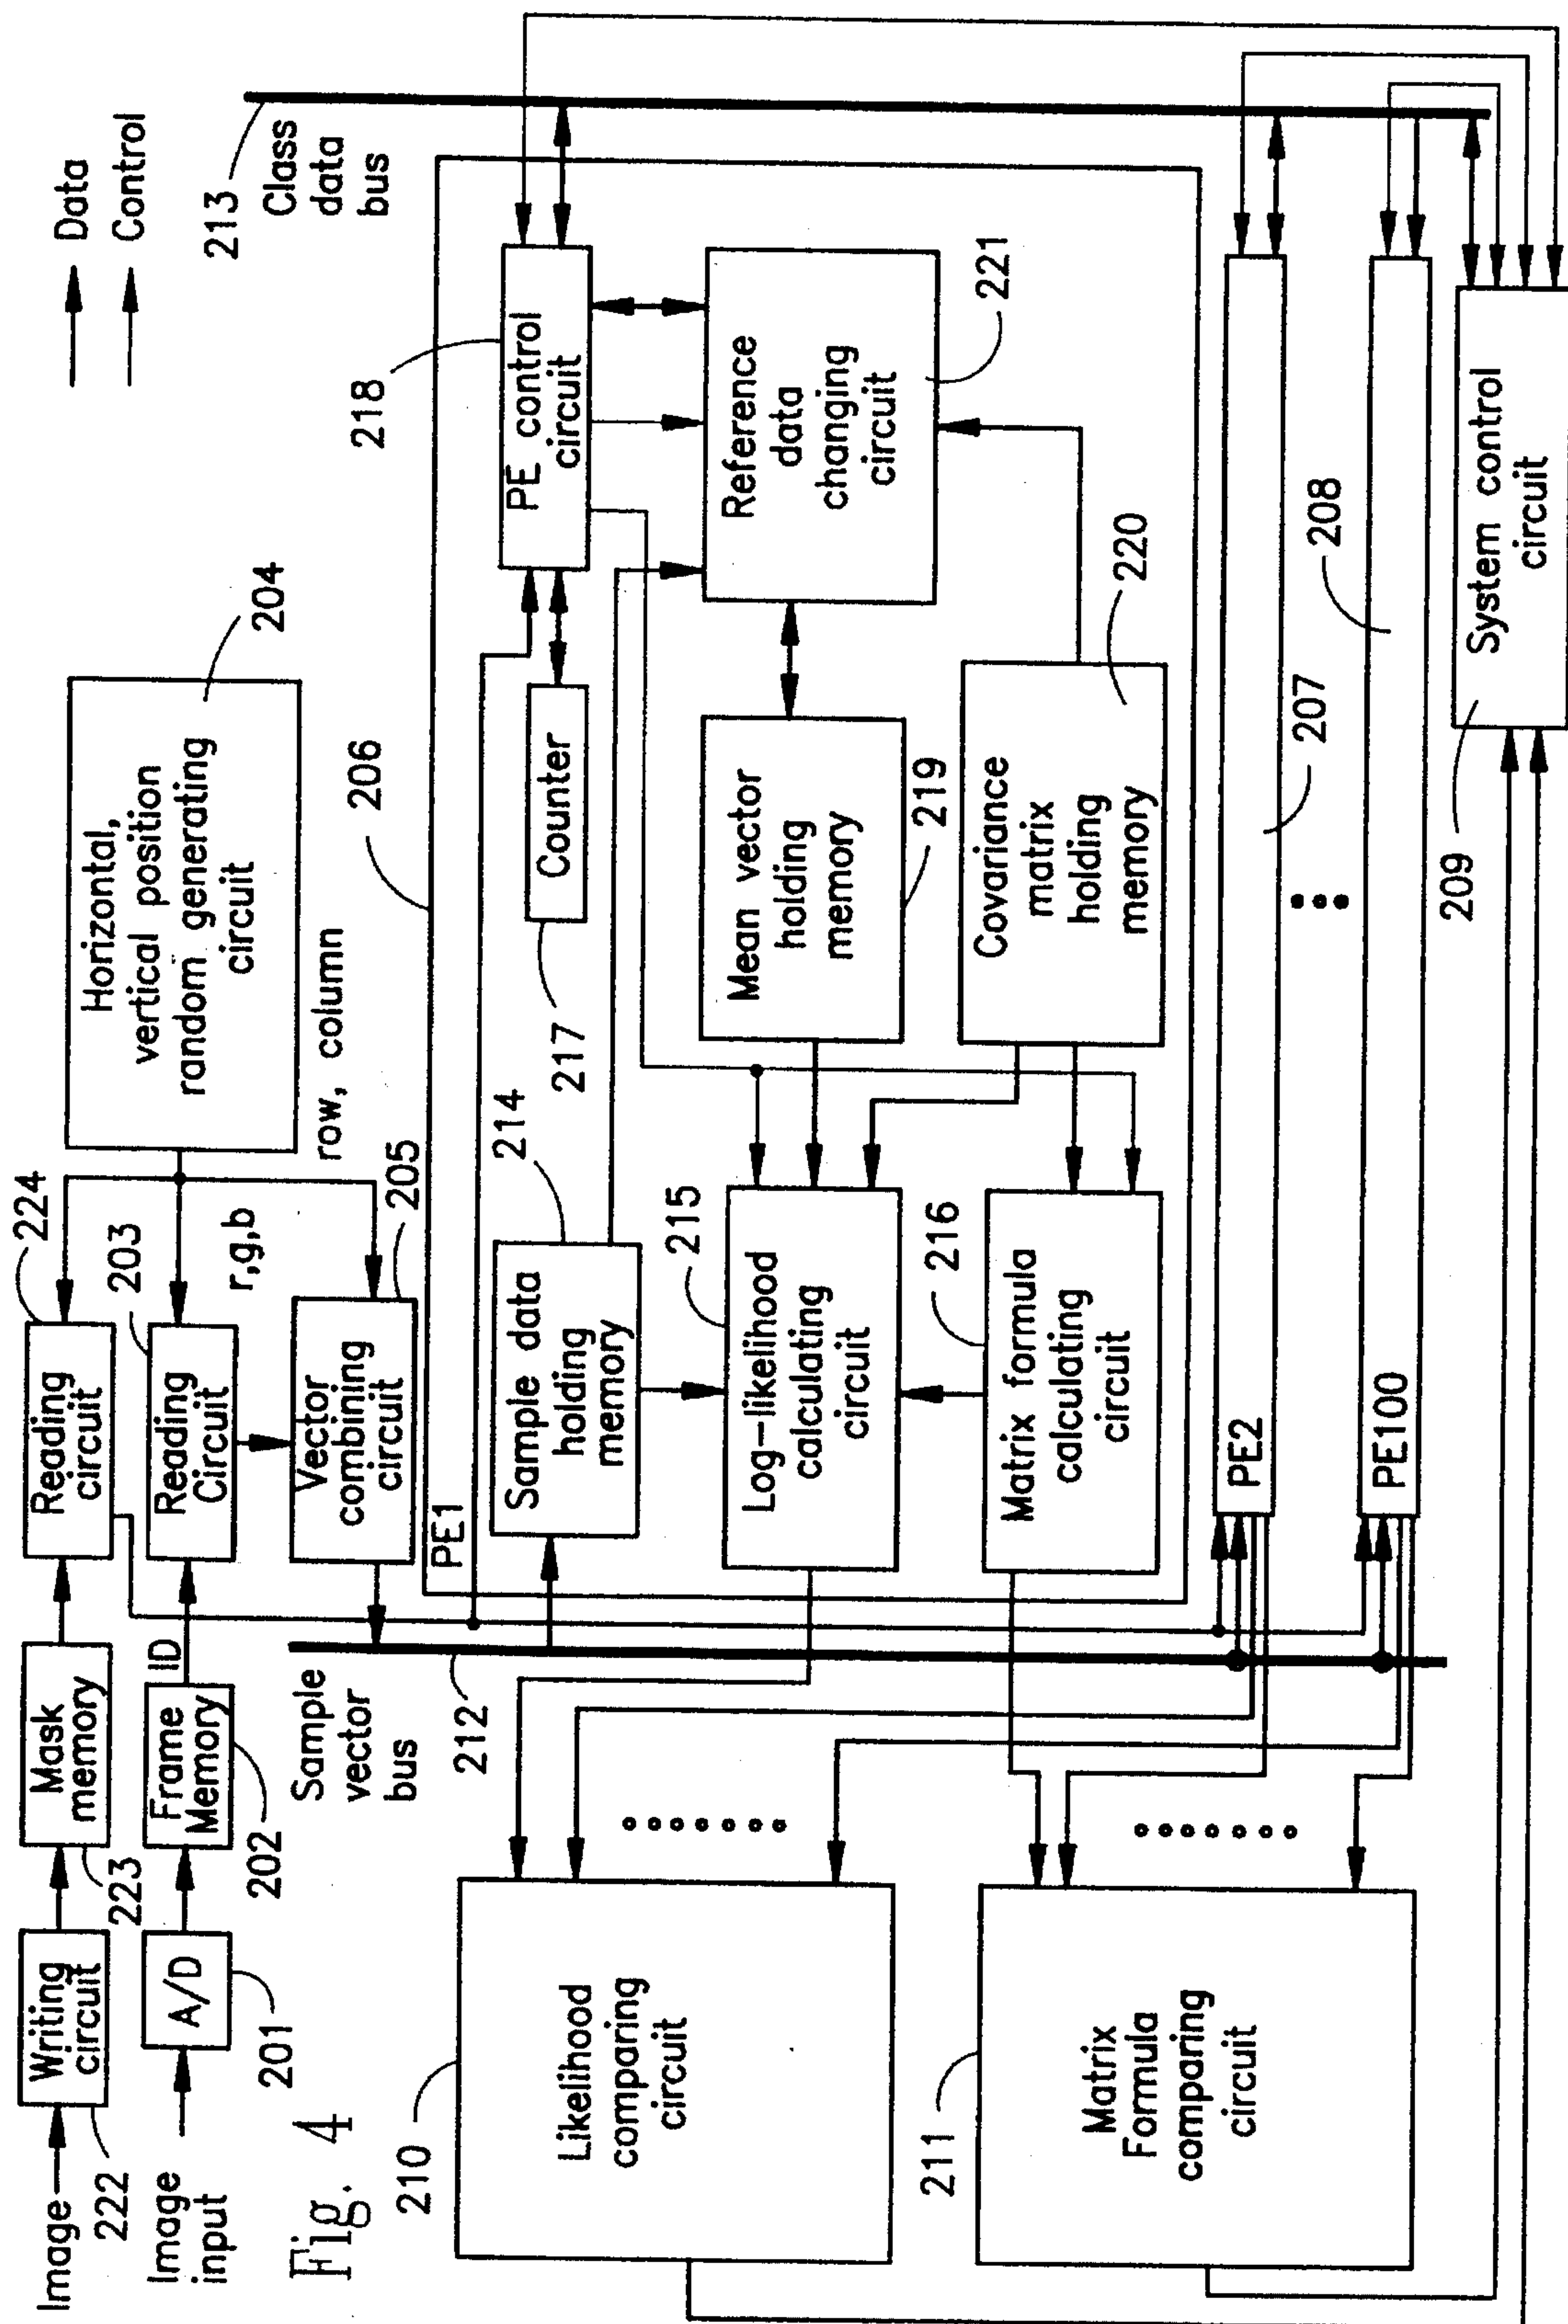 Image
222
Writing
circuit
223
Mask
memory
Reading
circuit
224
Image
input
201
A/D
202
Frame
Memory
ID
Reading
Circuit
203
r,g,b
Horizontal,
vertical position
random generating
circuit
204
row, column
Vector
combining
circuit
205
Data
Control
Fig. 4
Sample
vector
bus
212
213
Class
data
bus
206
PE1
Sample data
holding
memory
214
217
Counter
218
PE control
circuit
210
Likelihood
comparing
circuit
215
Log-likelihood
calculating
circuit
Mean vector
holding
memory
219
Reference
data
changing
circuit
221
211
Matrix
Formula
comparing
circuit
216
Matrix formula
calculating
circuit
Covariance
matrix
holding
memory
220
PE2
207
PE100
208
209
System control
circuit